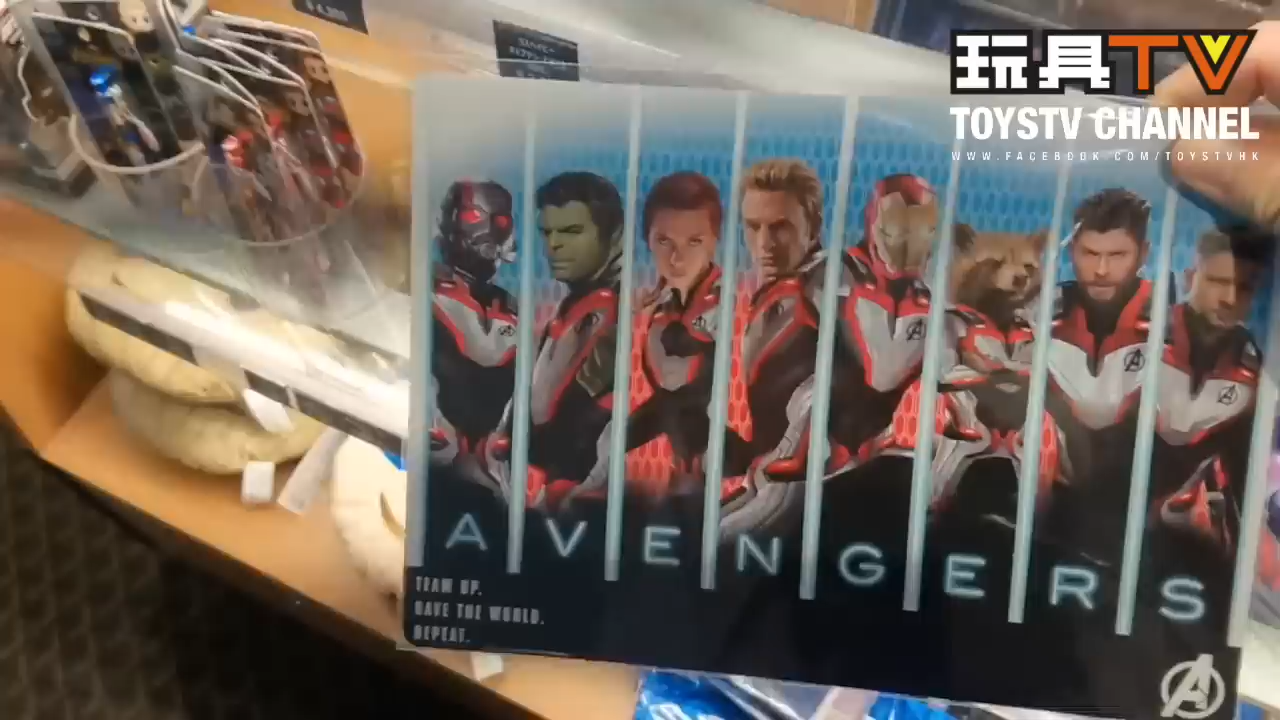 玩具TV
TOYSTV CHANNEL
WWW.FACEBOOK.COM/TOYSTVHK
AVENGERS
TEAM UP.
SAVE THE WORLD.
REPEAT.